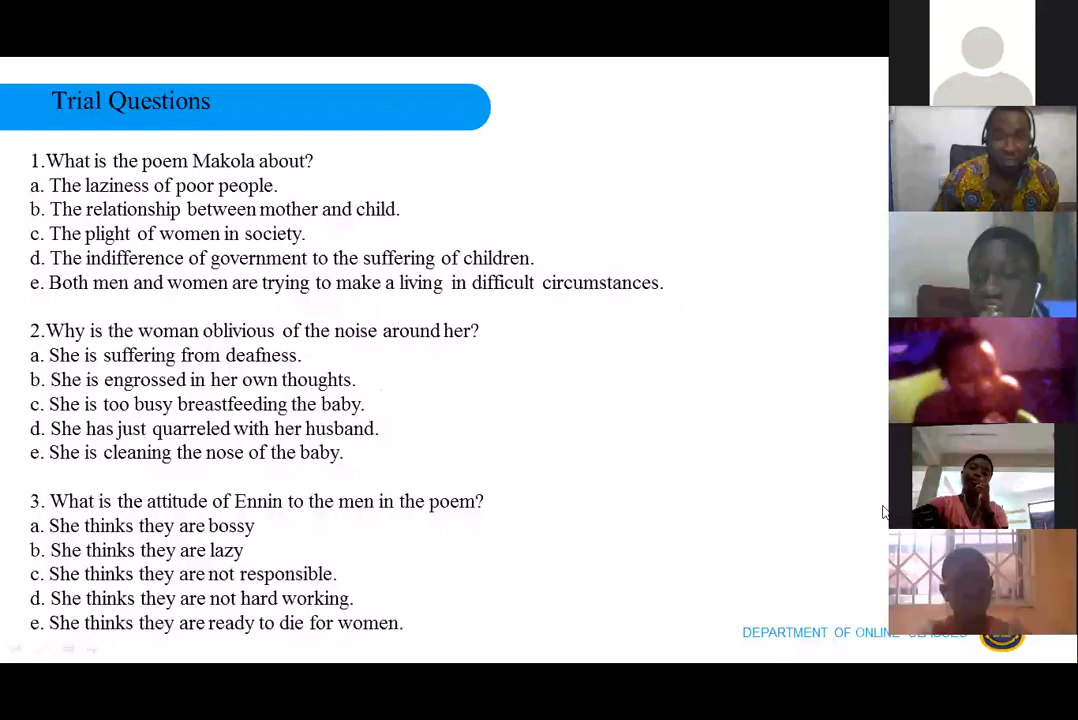 Trial Questions
1.What is the poem Makola about?
a. The laziness of poor people.
b. The relationship between mother and child.
c. The plight of women in society.
d. The indifference of government to the suffering of children.
e. Both men and women are trying to make a living in difficult circumstances.
2.Why is the woman oblivious of the noise around her?
a. She is suffering from deafness.
b. She is engrossed in her own thoughts.
c. She is too busy breastfeeding the baby.
d. She has just quarreled with her husband.
e. She is cleaning the nose of the baby.
3. What is the attitude of Ennin to the men in the poem?
a. She thinks they are bossy
b. She thinks they are lazy
c. She thinks they are not responsible.
d. She thinks they are not hard working.
e. She thinks they are ready to die for women.
DEPARTMENT OF ONLINE CLASSES